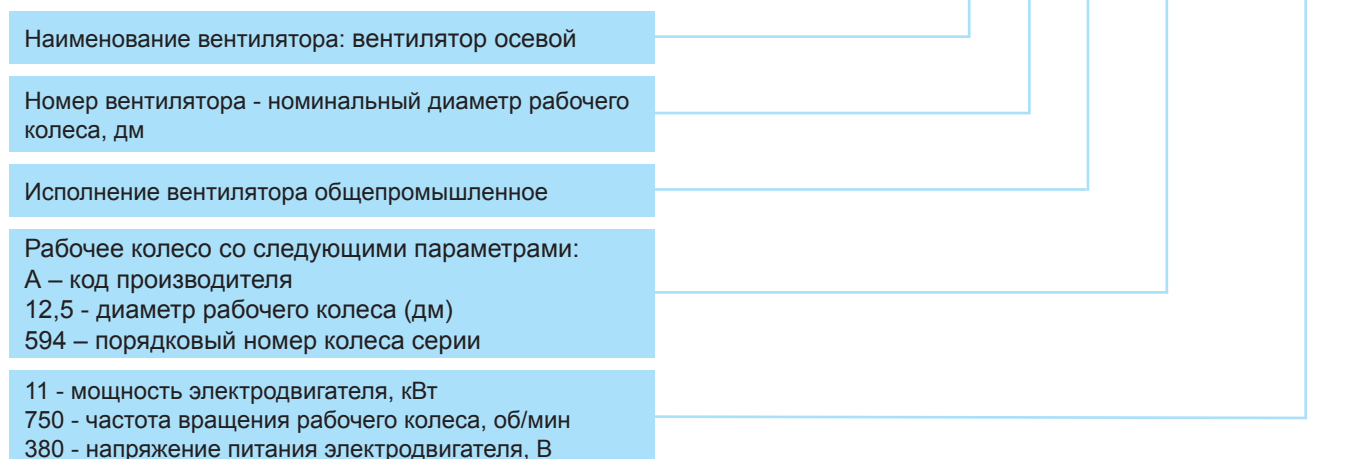 Наименование вентилятора: вентилятор осевой
Номер вентилятора - номинальный диаметр рабочего
колеса, дм
Исполнение вентилятора общепромышленное
Рабочее колесо со следующими параметрами:
А – код производителя
12,5 - диаметр рабочего колеса (дм)
594 – порядковый номер колеса серии
11 - мощность электродвигателя, кВт
750 - частота вращения рабочего колеса, об/мин
380 - напряжение питания электродвигателя, В